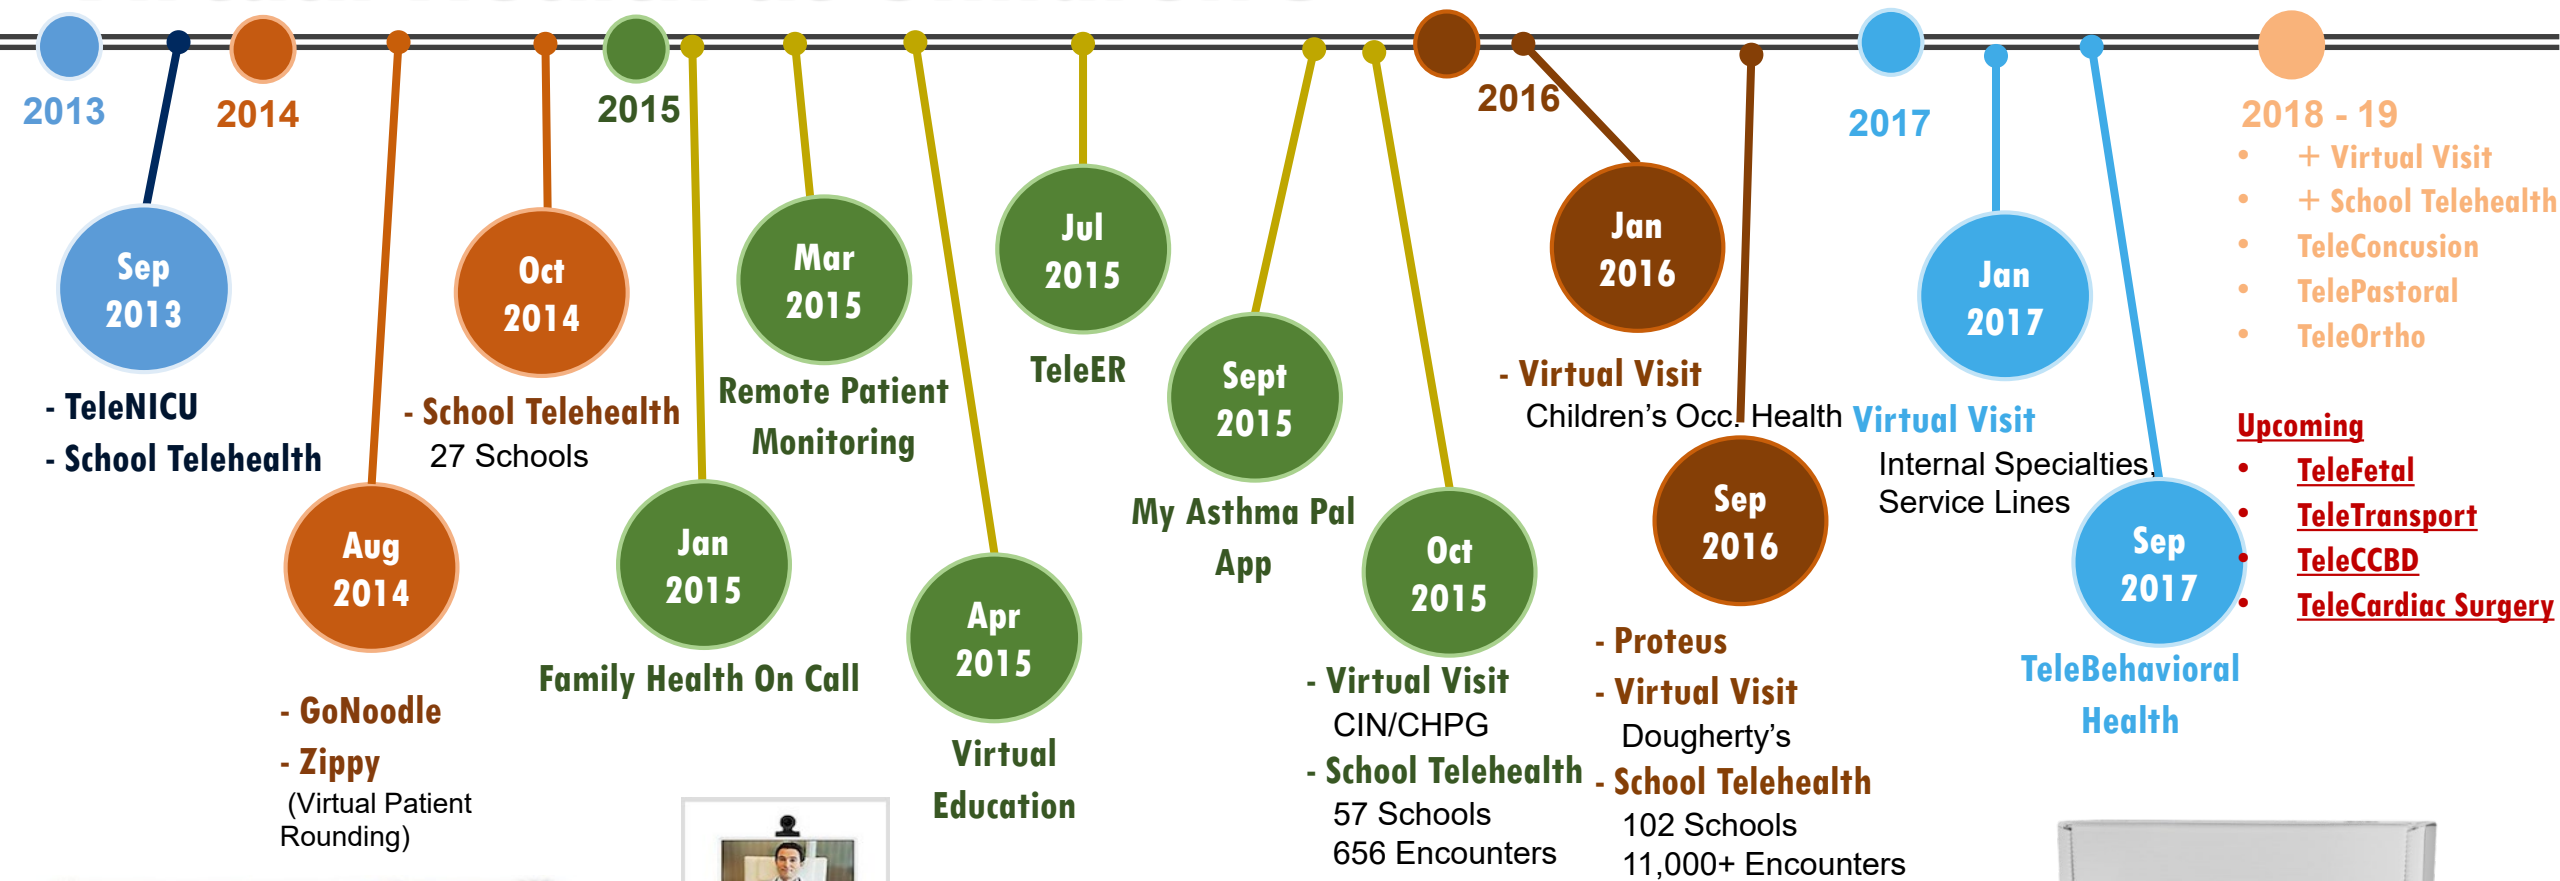 2013
Sep
2013
- TeleNICU
- School Telehealth
2014
Aug
2014
- GoNoodle
- Zippy
(Virtual Patient
Rounding)
Oct
2014
- School Telehealth
27 Schools
2015
Jan
2015
Family Health On Call
Mar
2015
Remote Patient
Monitoring
Apr
2015
Virtual
Education
Jul
2015
TeleER
Sept
2015
My Asthma Pal
App
Oct
2015
- Virtual Visit
CIN/CHPG
- School Telehealth
57 Schools
656 Encounters
2016
Jan
2016
- Virtual Visit
Children's Occ. Health
Sep
2016
- Proteus
- Virtual Visit
Dougherty's
- School Telehealth
102 Schools
11,000+ Encounters
2017
Jan
2017
Virtual Visit
Internal Specialties,
Service Lines
Sep
2017
TeleBehavioral
Health
2018 - 19
• + Virtual Visit
• + School Telehealth
• TeleConcusion
• TelePastoral
• TeleOrtho
Upcoming
• TeleFetal
• TeleTransport
• TeleCCBD
• TeleCardiac Surgery